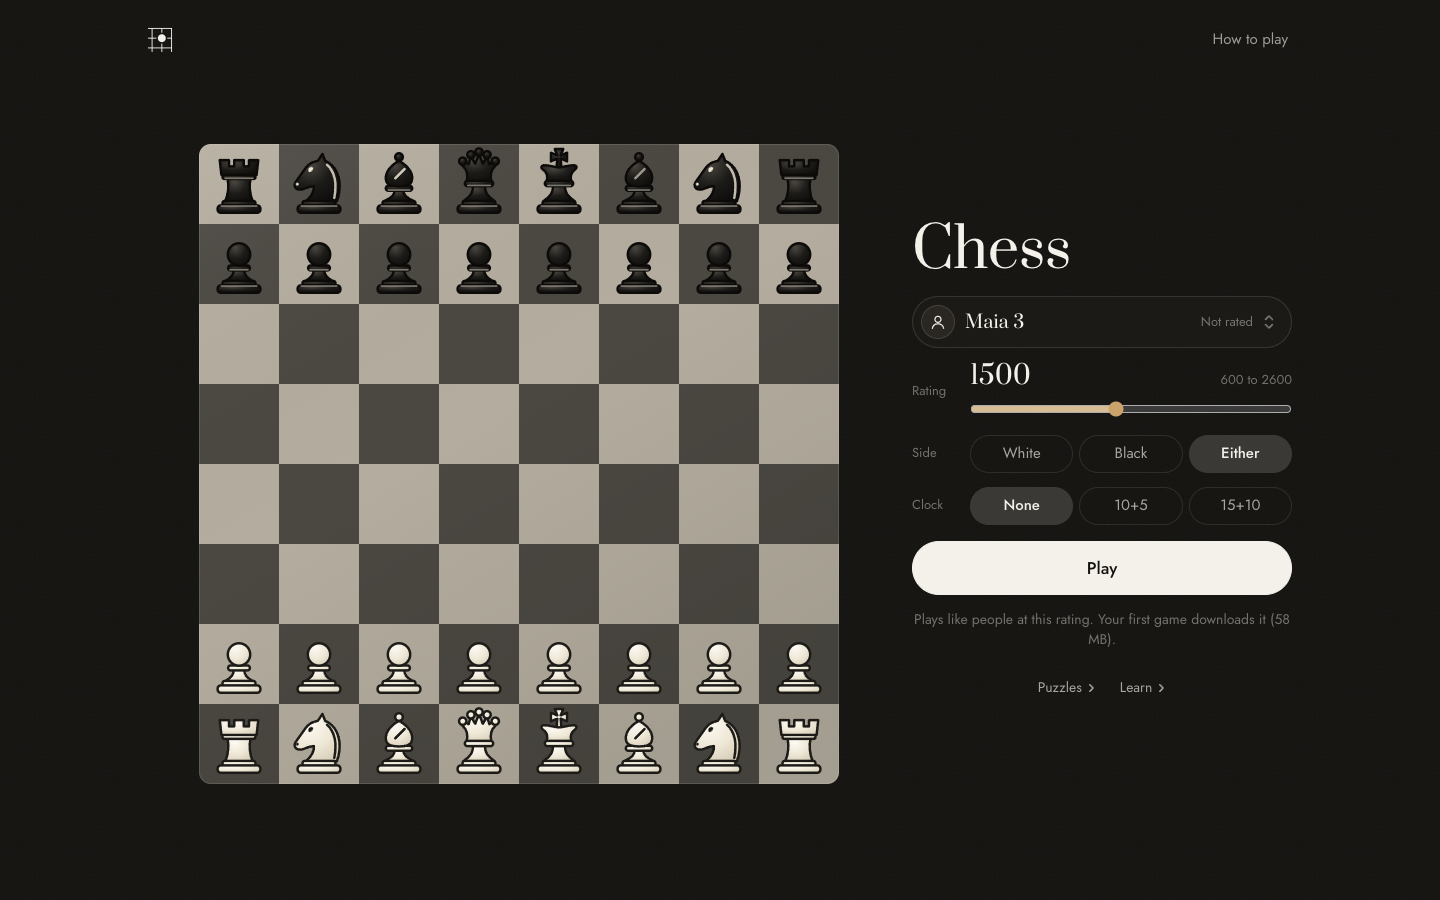 How to play
Chess
Maia 3
Not rated
Rating
1500
600 to 2600
Side
White
Black
Either
Clock
None
10+5
15+10
Play
Plays like people at this rating. Your first game downloads it (58
MB).
Puzzles
Learn